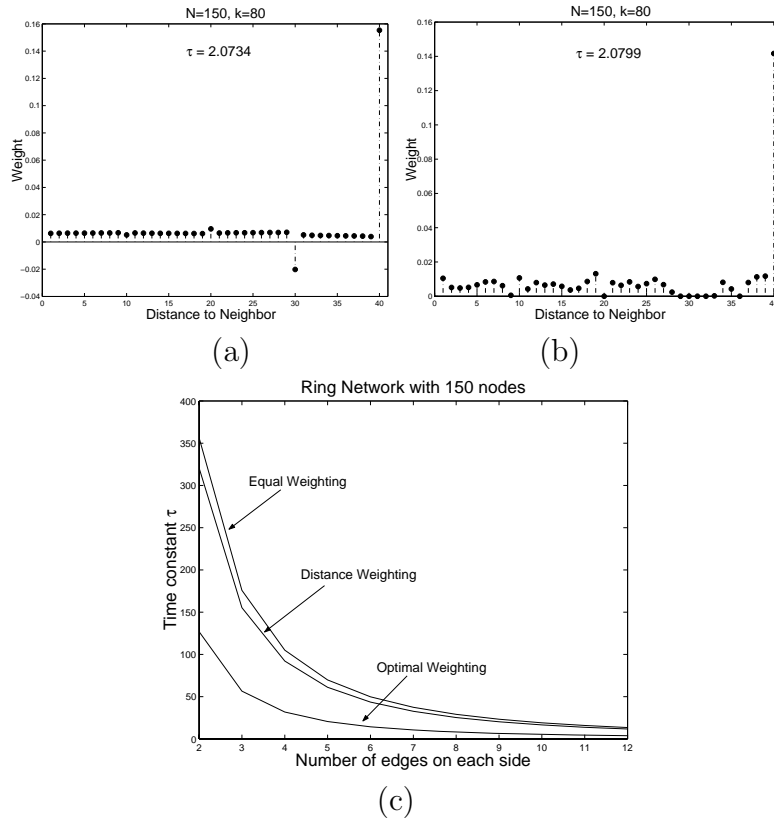 N=150, k=80
τ = 2.0734
0.16
0.14
0.12
0.1
0.08
0.06
0.04
0.02
0
−0.02
−0.04
Weight
0 5 10 15 20 25 30 35 40
Distance to Neighbor
(a)
N=150, k=80
τ = 2.0799
0.16
0.14
0.12
0.1
0.08
0.06
0.04
0.02
0
Weight
0 5 10 15 20 25 30 35 40
Distance to Neighbor
(b)
Ring Network with 150 nodes
400
350
300
250
200
150
100
50
0
Time constant τ
Equal Weighting
Distance Weighting
Optimal Weighting
2 3 4 5 6 7 8 9 10 11 12
Number of edges on each side
(c)